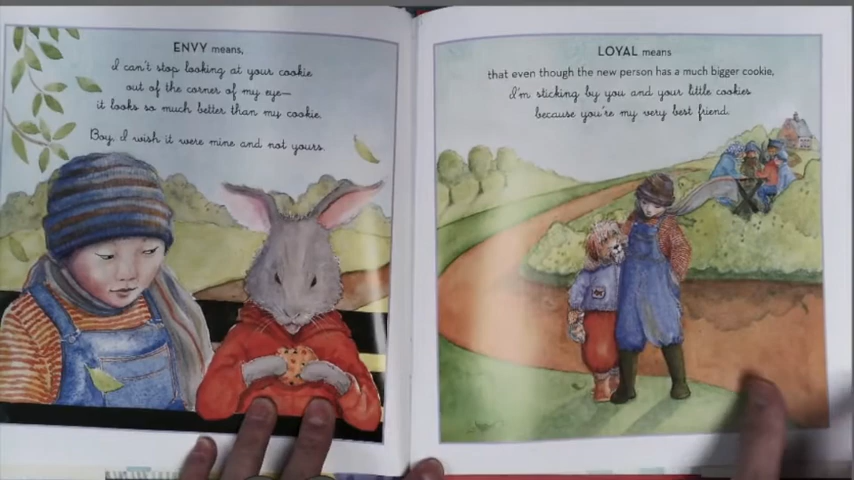 ENVY means,
I can't stop looking at your cookie
out of the corner of my eye—
it looks so much better than my cookie.
Boy, I wish it were mine and not yours.
LOYAL means
that even though the new person has a much bigger cookie,
I'm sticking by you and your little cookies
because you're my very best friend.